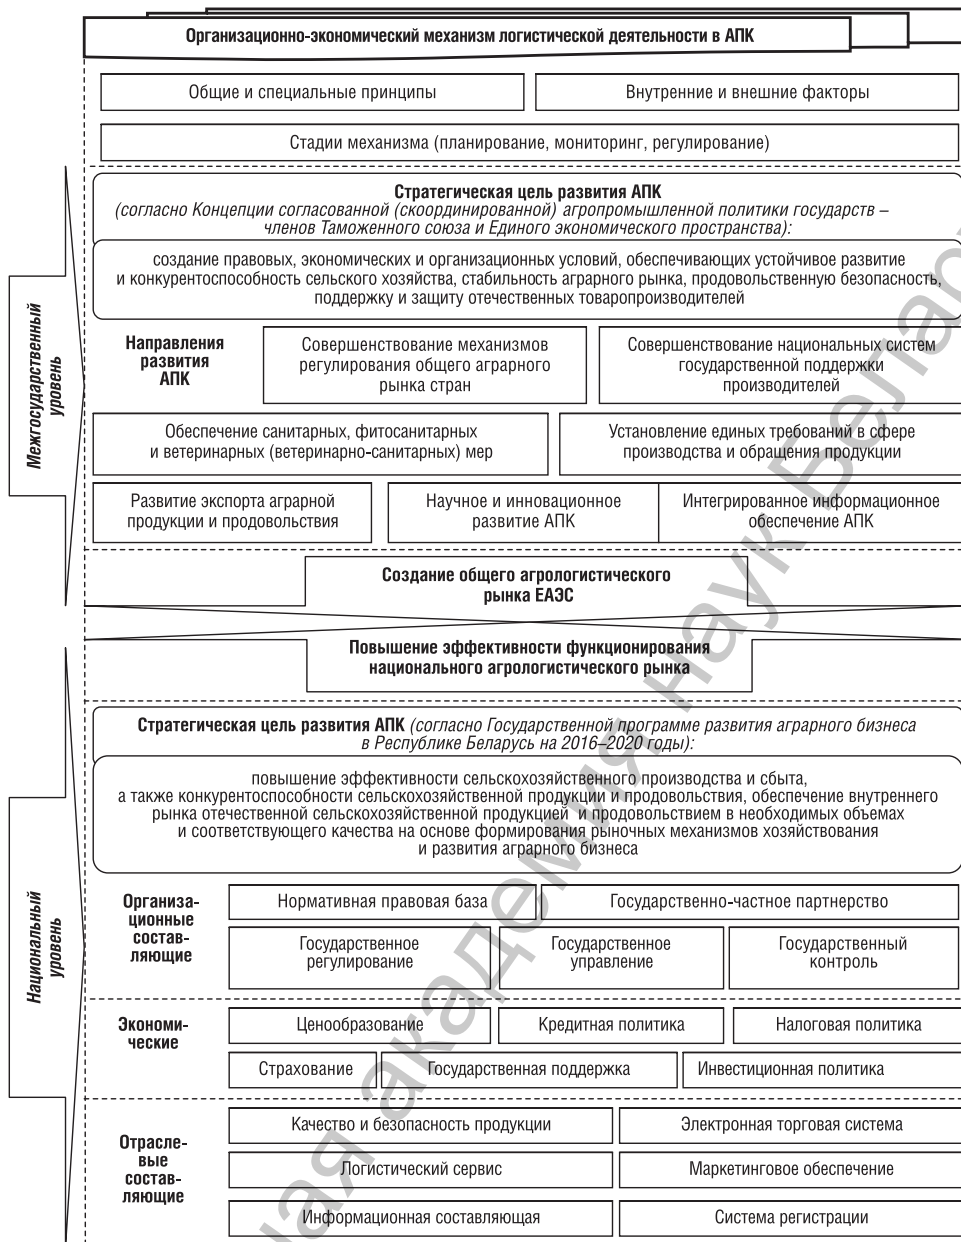 Организационно-экономический механизм логистической деятельности в АПК
Общие и специальные принципы
Внутренние и внешние факторы
Стадии механизма (планирование, мониторинг, регулирование)
Межгосударственный
уровень
Стратегическая цель развития АПК
(согласно Концепции согласованной (скоординированной) агропромышленной политики государств –
членов Таможенного союза и Единого экономического пространства):
создание правовых, экономических и организационных условий, обеспечивающих устойчивое развитие
и конкурентоспособность сельского хозяйства, стабильность аграрного рынка, продовольственную безопасность,
поддержку и защиту отечественных товаропроизводителей
Направления
развития
АПК
Совершенствование механизмов
регулирования общего аграрного
рынка стран
Совершенствование национальных систем
государственной поддержки
производителей
Обеспечение санитарных, фитосанитарных
и ветеринарных (ветеринарно-санитарных) мер
Установление единых требований в сфере
производства и обращения продукции
Развитие экспорта аграрной
продукции и продовольствия
Научное и инновационное
развитие АПК
Интегрированное информационное
обеспечение АПК
Создание общего агрологистического
рынка ЕАЭС
Повышение эффективности функционирования
национального агрологистического рынка
Национальный
уровень
Стратегическая цель развития АПК (согласно Государственной программе развития аграрного бизнеса
в Республике Беларусь на 2016–2020 годы):
повышение эффективности сельскохозяйственного производства и сбыта,
а также конкурентоспособности сельскохозяйственной продукции и продовольствия, обеспечение внутреннего
рынка отечественной сельскохозяйственной продукцией и продовольствием в необходимых объемах
и соответствующего качества на основе формирования рыночных механизмов хозяйствования
и развития аграрного бизнеса
Организа-
ционные
состав-
ляющие
Нормативная правовая база
Государственно-частное партнерство
Государственное
регулирование
Государственное
управление
Государственный
контроль
Экономи-
ческие
Ценообразование
Кредитная политика
Налоговая политика
Страхование
Государственная поддержка
Инвестиционная политика
Отрасле-
вые
состав-
ляющие
Качество и безопасность продукции
Электронная торговая система
Логистический сервис
Маркетинговое обеспечение
Информационная составляющая
Система регистрации
ная академия наук Белар